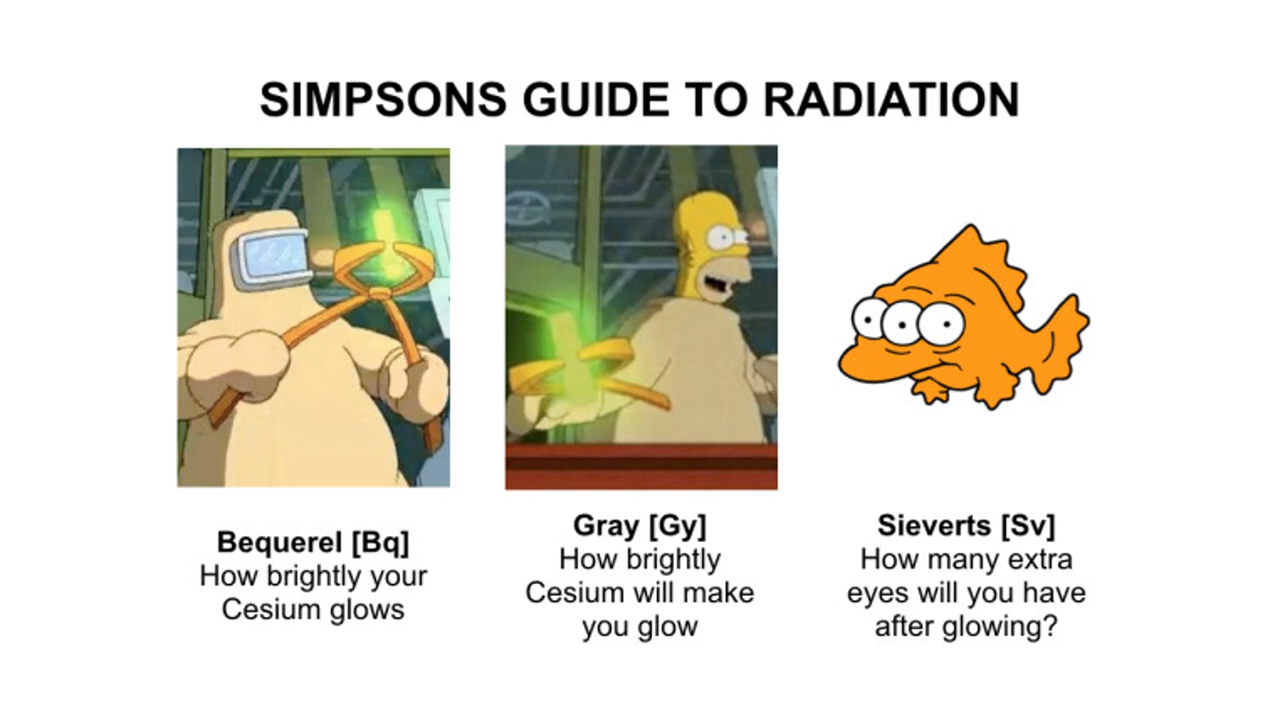 SIMPSONS GUIDE TO RADIATION
Bequerel [Bq]
How brightly your
Cesium glows
Gray [Gy]
How brightly
Cesium will make
you glow
Sieverts [Sv]
How many extra
eyes will you have
after glowing?